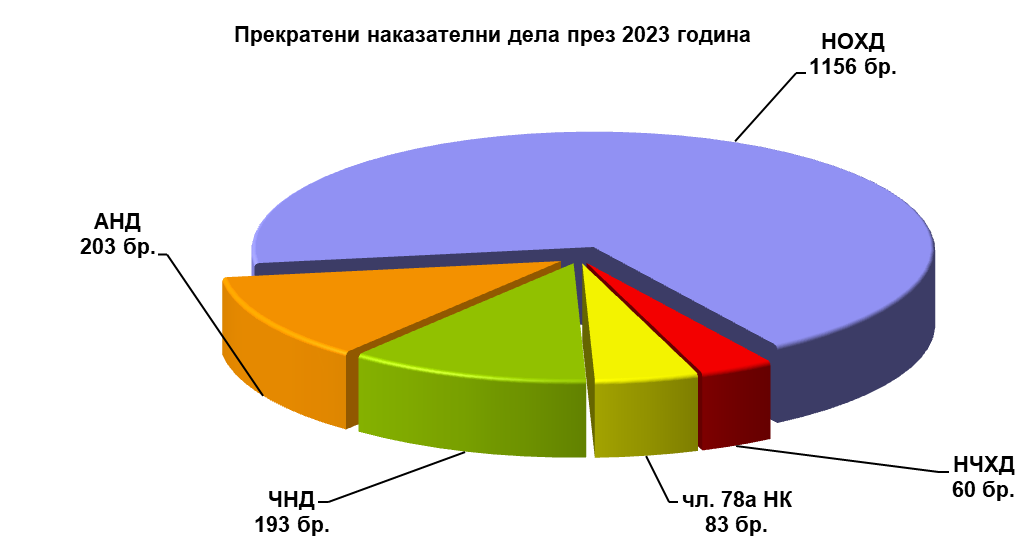 Прекратени наказателни дела през 2023 година
НОХД
1156 бр.
АНД
203 бр.
НЧХД
60 бр.
ЧНД
193 бр.
чл. 78а НК
83 бр.